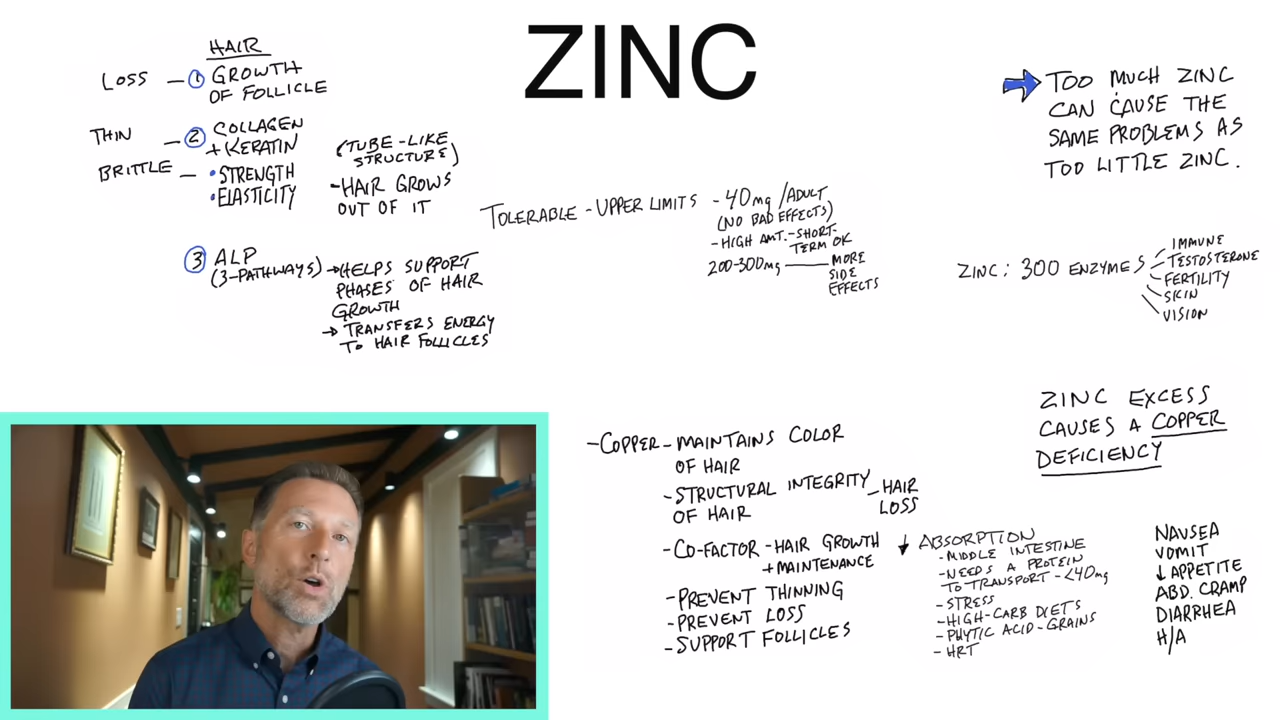 ZINC
HAIR
LOSS — 1 GROWTH
OF FOLLICLE
THIN — 2 COLLAGEN
+ KERATIN
BRITTLE — • STRENGTH
• ELASTICITY
(TUBE-LIKE
STRUCTURE)
- HAIR GROWS
OUT OF IT
3 ALP
(3-PATHWAYS)
→ HELPS SUPPORT
PHASES OF HAIR
GROWTH
→ TRANSFERS ENERGY
TO HAIR FOLLICLES
TOLERABLE - UPPER LIMITS - 40mg/ADULT
(NO BAD EFFECTS)
- HIGH AMT. - SHORT-
TERM OK
200-300mg — MORE
SIDE
EFFECTS
TOO MUCH ZINC
CAN CAUSE THE
SAME PROBLEMS AS
TOO LITTLE ZINC.
ZINC: 300 ENZYMES
IMMUNE
TESTOSTERONE
FERTILITY
SKIN
VISION
ZINC EXCESS
CAUSES A COPPER
DEFICIENCY
- COPPER - MAINTAINS COLOR
OF HAIR
- STRUCTURAL INTEGRITY
OF HAIR
- HAIR
LOSS
- CO-FACTOR - HAIR GROWTH
+ MAINTENANCE
- PREVENT THINNING
- PREVENT LOSS
- SUPPORT FOLLICLES
↓ ABSORPTION
- MIDDLE INTESTINE
- NEEDS A PROTEIN
TO TRANSPORT - <40mg
- STRESS
- HIGH-CARB DIETS
- PHYTIC ACID - GRAINS
- HRT
NAUSEA
VOMIT
↓ APPETITE
ABD. CRAMP
DIARRHEA
H/A